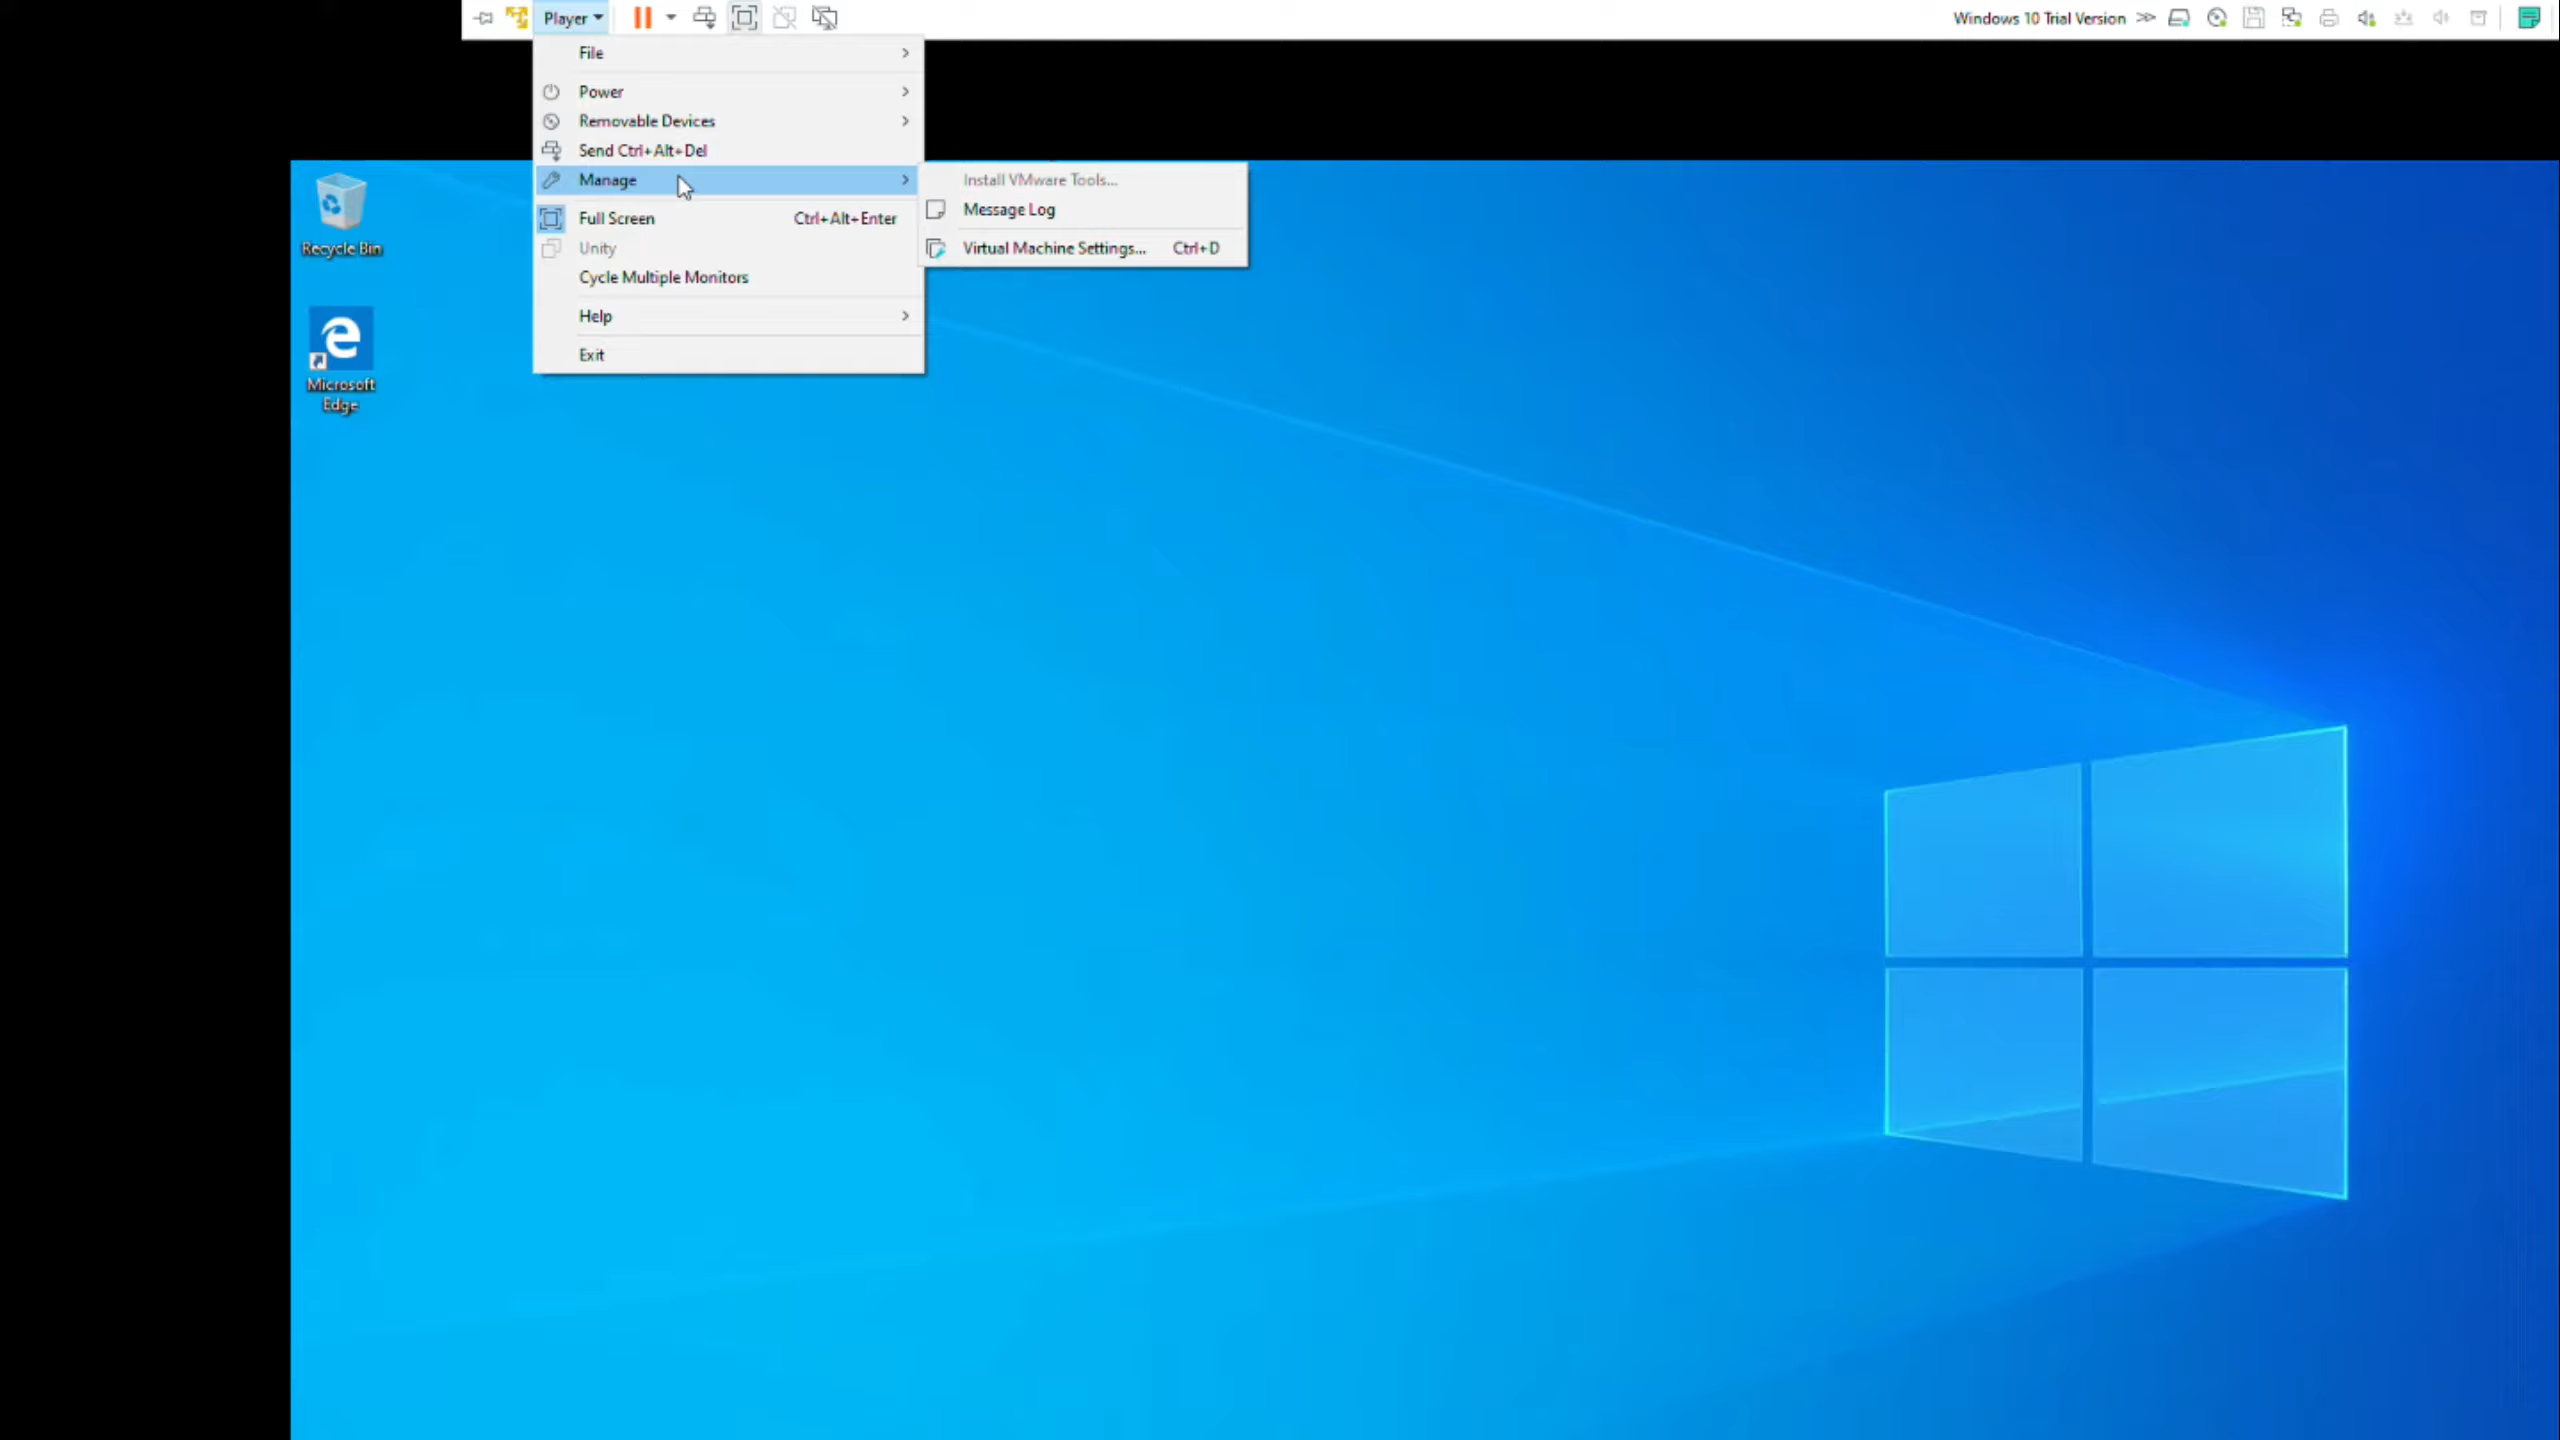 Player
Windows 10 Trial Version
File
Power
Removable Devices
Send Ctrl+Alt+Del
Manage
Install VMware Tools...
Message Log
Full Screen Ctrl+Alt+Enter
Virtual Machine Settings... Ctrl+D
Unity
Cycle Multiple Monitors
Help
Exit
Recycle Bin
Microsoft
Edge